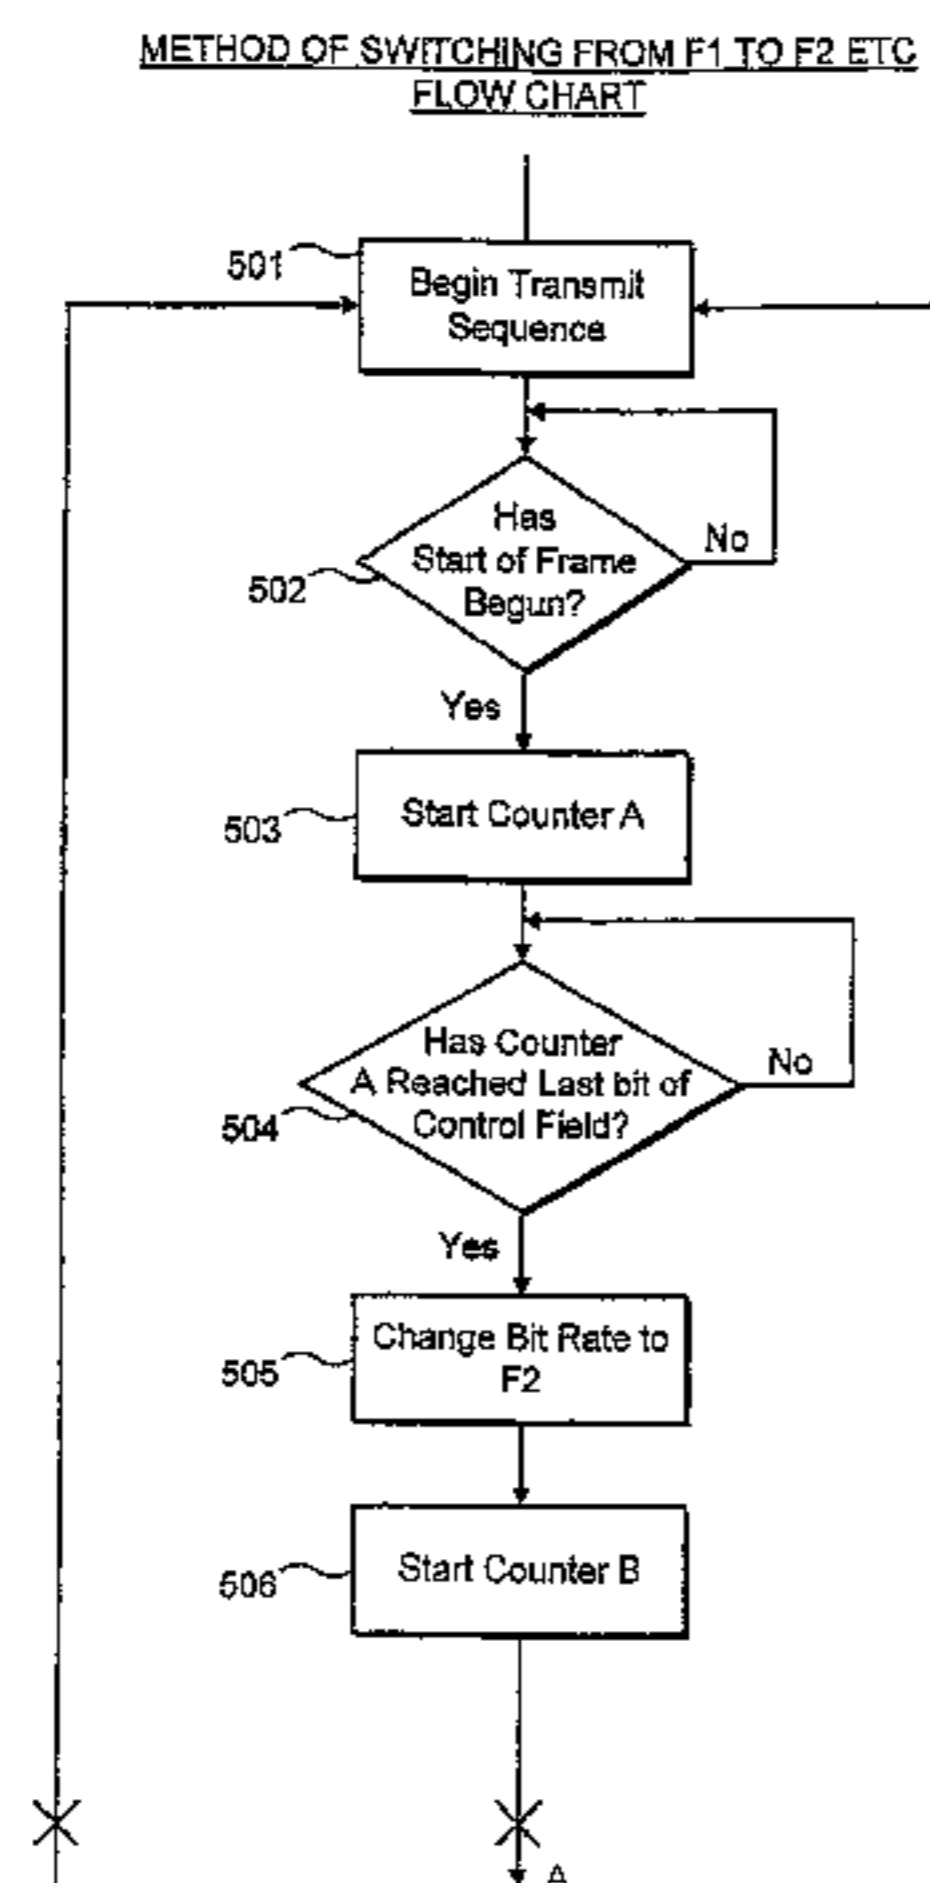 METHOD OF SWITCHING FROM F1 TO F2 ETC
FLOW CHART
501
Begin Transmit
Sequence
Has
Start of Frame
Begun?
No
502
Yes
503
Start Counter A
Has Counter
A Reached Last bit of
Control Field?
No
504
Yes
505
Change Bit Rate to
F2
506
Start Counter B
A